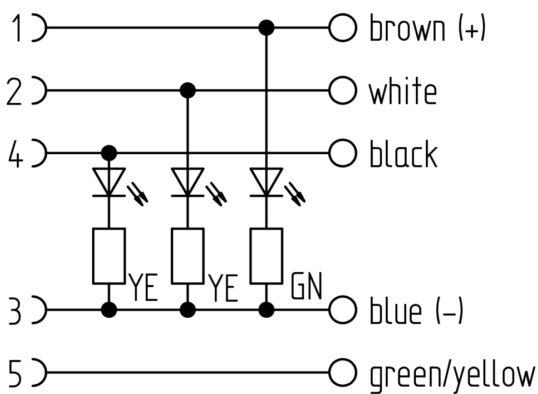 1 brown (+)
2 white
4 black
YE YE GN
3 blue (−)
5 green/yellow